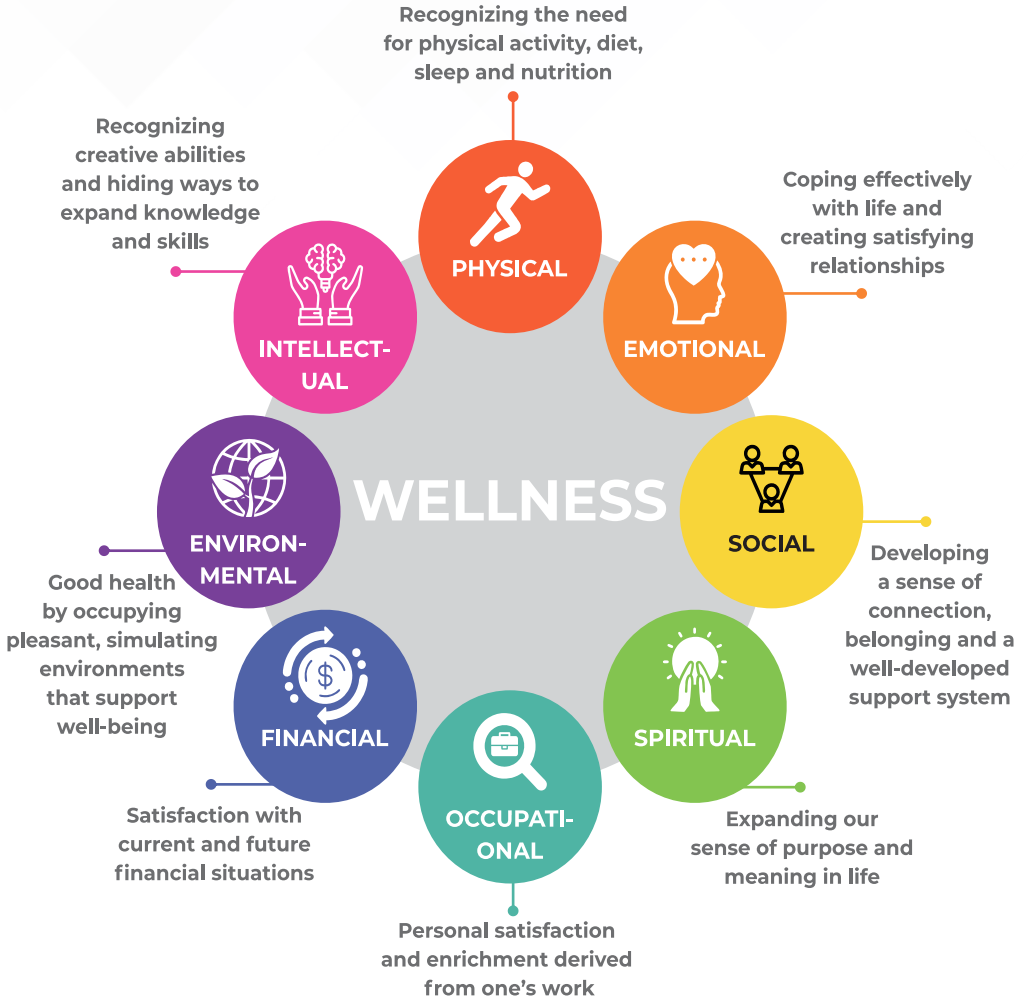 Recognizing the need
for physical activity, diet,
sleep and nutrition
PHYSICAL
Coping effectively
with life and
creating satisfying
relationships
EMOTIONAL
SOCIAL
Developing
a sense of
connection,
belonging and a
well-developed
support system
SPIRITUAL
Expanding our
sense of purpose and
meaning in life
OCCUPATI-
ONAL
Personal satisfaction
and enrichment derived
from one's work
FINANCIAL
Satisfaction with
current and future
financial situations
ENVIRON-
MENTAL
Good health
by occupying
pleasant, simulating
environments
that support
well-being
Recognizing
creative abilities
and hiding ways to
expand knowledge
and skills
INTELLECT-
UAL
WELLNESS
$